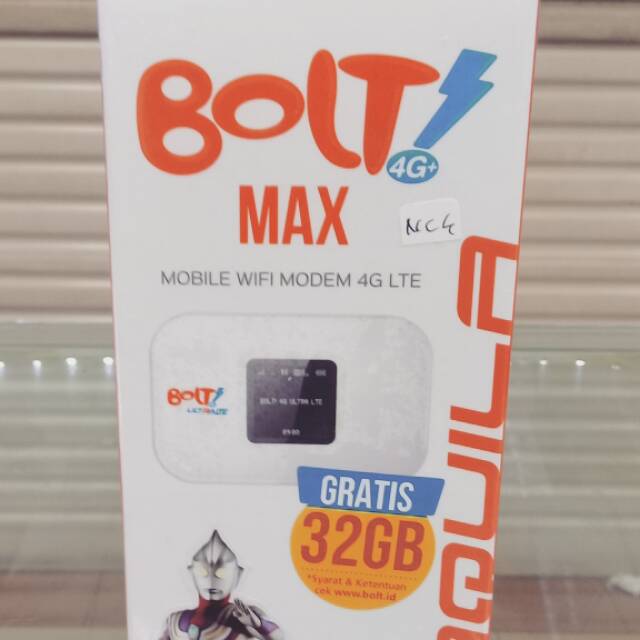 BOLT!
4G+
MAX
NC4
MOBILE WIFI MODEM 4G LTE
BOLT!
ULTRA LTE
BOLT! 4G ULTRA LTE
GRATIS
32GB
*Syarat & Ketentuan
cek www.bolt.id
AQUILA